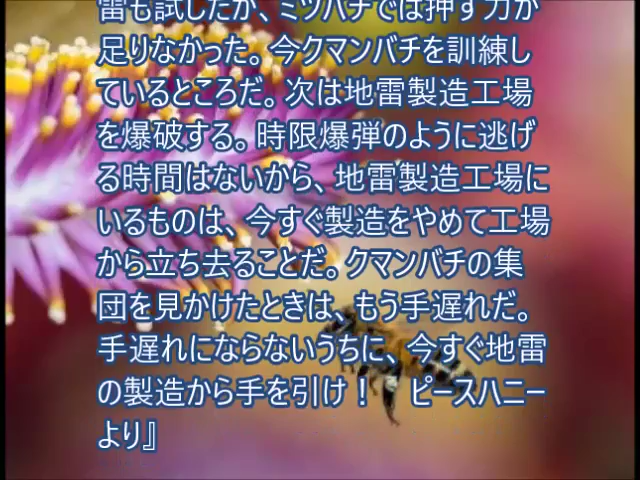 雷も試したが、ミツバチでは押す力が
足りなかった。今クマンバチを訓練し
ているところだ。次は地雷製造工場
を爆破する。時限爆弾のように逃げ
る時間はないから、地雷製造工場に
いるものは、今すぐ製造をやめて工場
から立ち去ることだ。クマンバチの集
団を見かけたときは、もう手遅れだ。
手遅れにならないうちに、今すぐ地雷
の製造から手を引け！　ピースハニー
より』